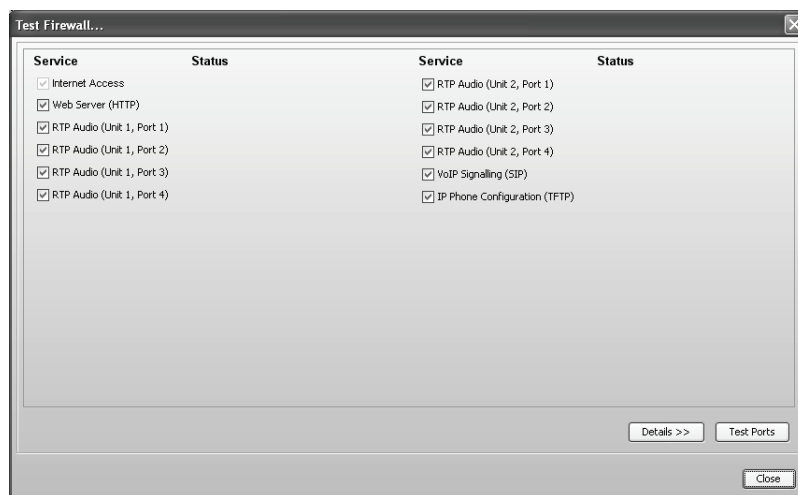 Test Firewall...
Service Status
Internet Access
Web Server (HTTP)
RTP Audio (Unit 1, Port 1)
RTP Audio (Unit 1, Port 2)
RTP Audio (Unit 1, Port 3)
RTP Audio (Unit 1, Port 4)
Service Status
RTP Audio (Unit 2, Port 1)
RTP Audio (Unit 2, Port 2)
RTP Audio (Unit 2, Port 3)
RTP Audio (Unit 2, Port 4)
VoIP Signalling (SIP)
IP Phone Configuration (TFTP)
Details >> Test Ports
Close